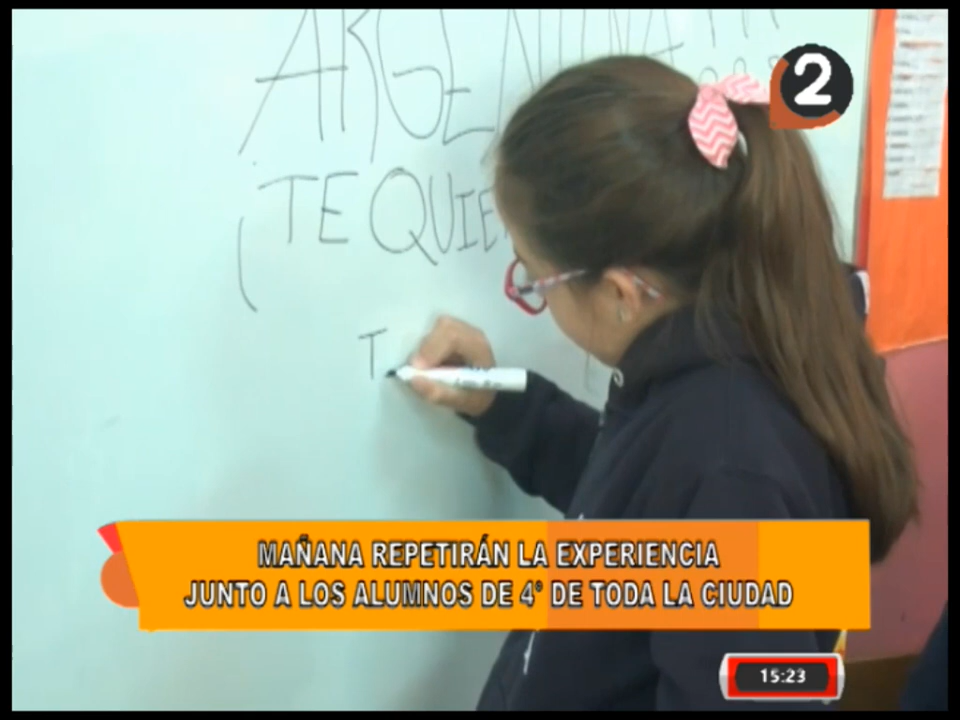 ARGENTINA
2
TE QUIE
T
MAÑANA REPETIRÁN LA EXPERIENCIA
JUNTO A LOS ALUMNOS DE 4° DE TODA LA CIUDAD
15:23